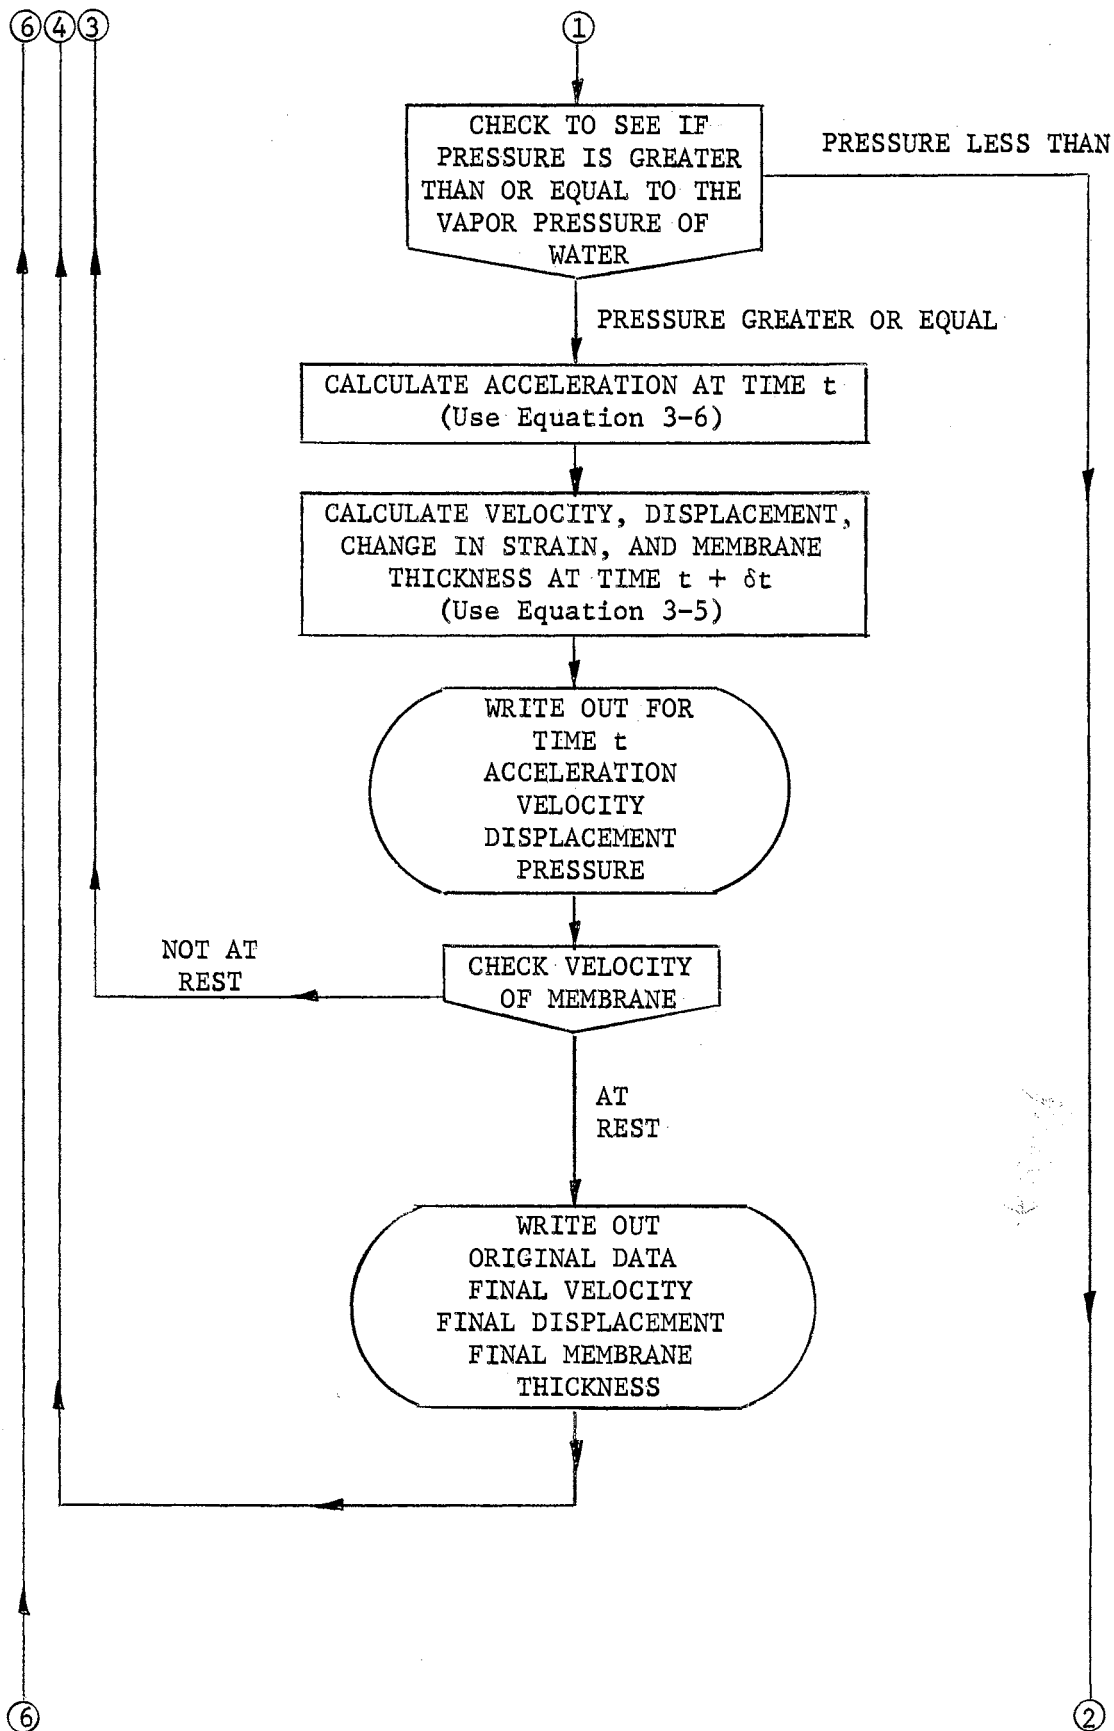 ⑥ ④ ③ ①
CHECK TO SEE IF
PRESSURE IS GREATER
THAN OR EQUAL TO THE
VAPOR PRESSURE OF
WATER
PRESSURE LESS THAN
PRESSURE GREATER OR EQUAL
CALCULATE ACCELERATION AT TIME t
(Use Equation 3-6)
CALCULATE VELOCITY, DISPLACEMENT,
CHANGE IN STRAIN, AND MEMBRANE
THICKNESS AT TIME t + δt
(Use Equation 3-5)
WRITE OUT FOR
TIME t
ACCELERATION
VELOCITY
DISPLACEMENT
PRESSURE
NOT AT
REST
CHECK VELOCITY
OF MEMBRANE
AT
REST
WRITE OUT
ORIGINAL DATA
FINAL VELOCITY
FINAL DISPLACEMENT
FINAL MEMBRANE
THICKNESS
⑥ ②